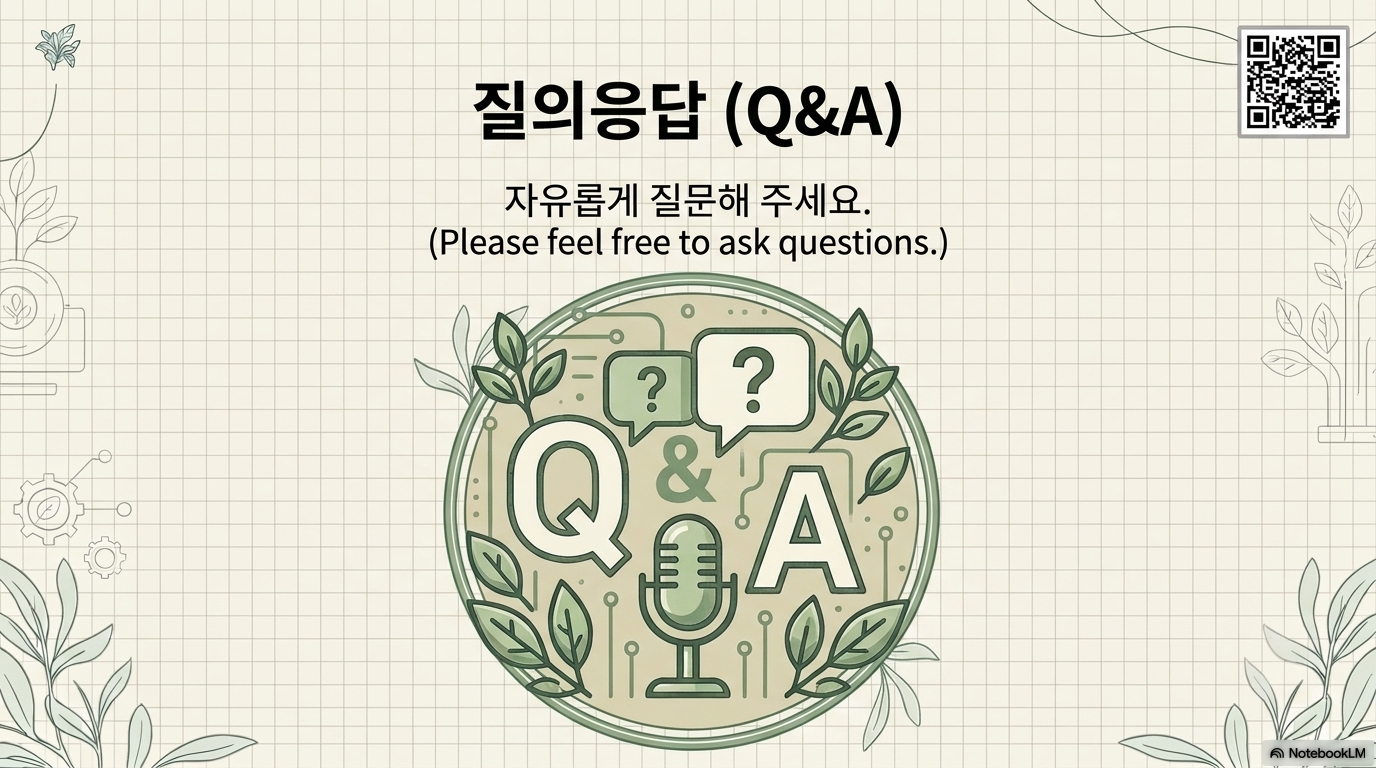 질의응답 (Q&A)
자유롭게 질문해 주세요.
(Please feel free to ask questions.)
? ?
Q & A
NotebookLM